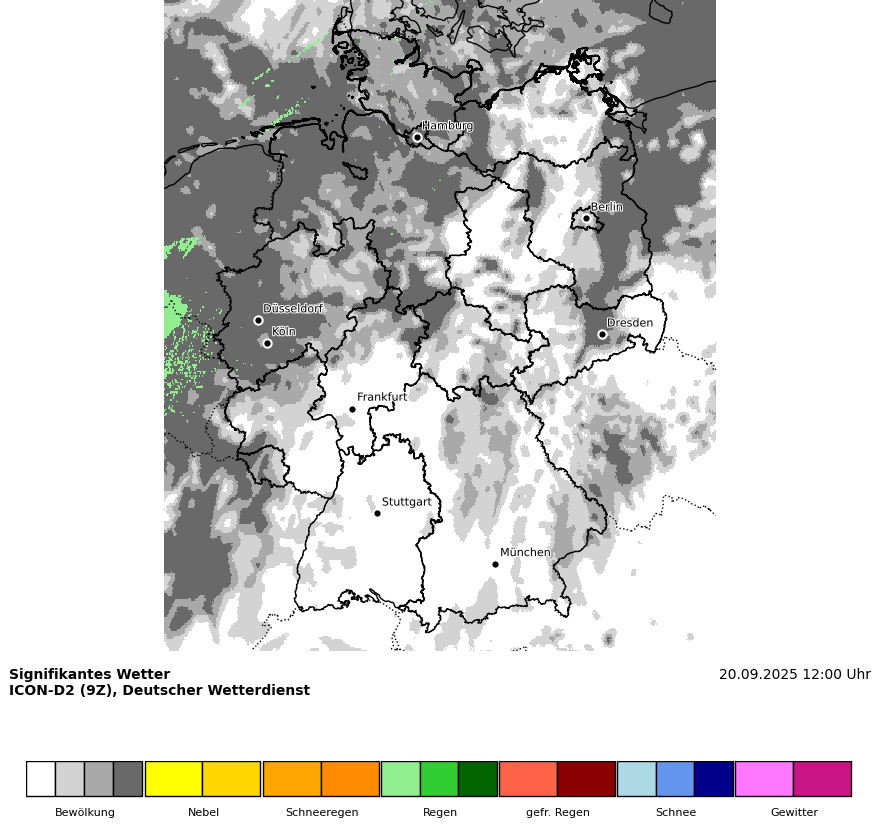 Hamburg
Berlin
Düsseldorf
Köln
Dresden
Frankfurt
Stuttgart
München
Signifikantes Wetter
20.09.2025 12:00 Uhr
ICON-D2 (9Z), Deutscher Wetterdienst
Bewölkung
Nebel
Schneeregen
Regen
gefr. Regen
Schnee
Gewitter